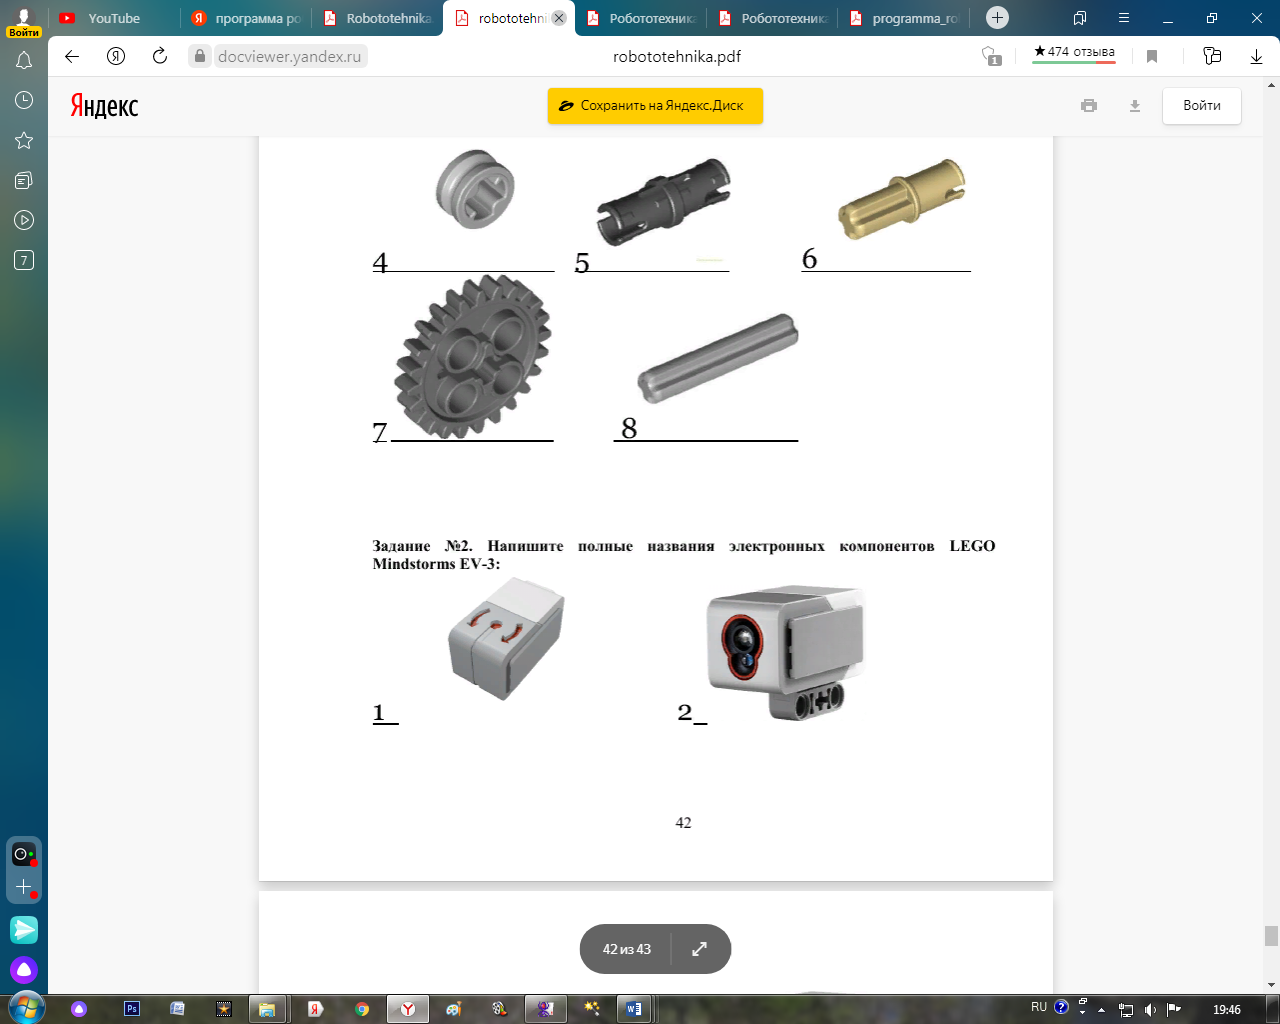 Войти
YouTube
программа ро
Robototehnika.
robototehni
Робототехника
Робототехника
programma_ro
docviewer.yandex.ru
robototehnika.pdf
1
★474 отзыва
Яндекс
Сохранить на Яндекс.Диск
Войти
7
4
5
6
7
8
Задание №2. Напишите полные названия электронных компонентов LEGO
Mindstorms EV-3:
1
2
42
42 из 43
RU
19:46